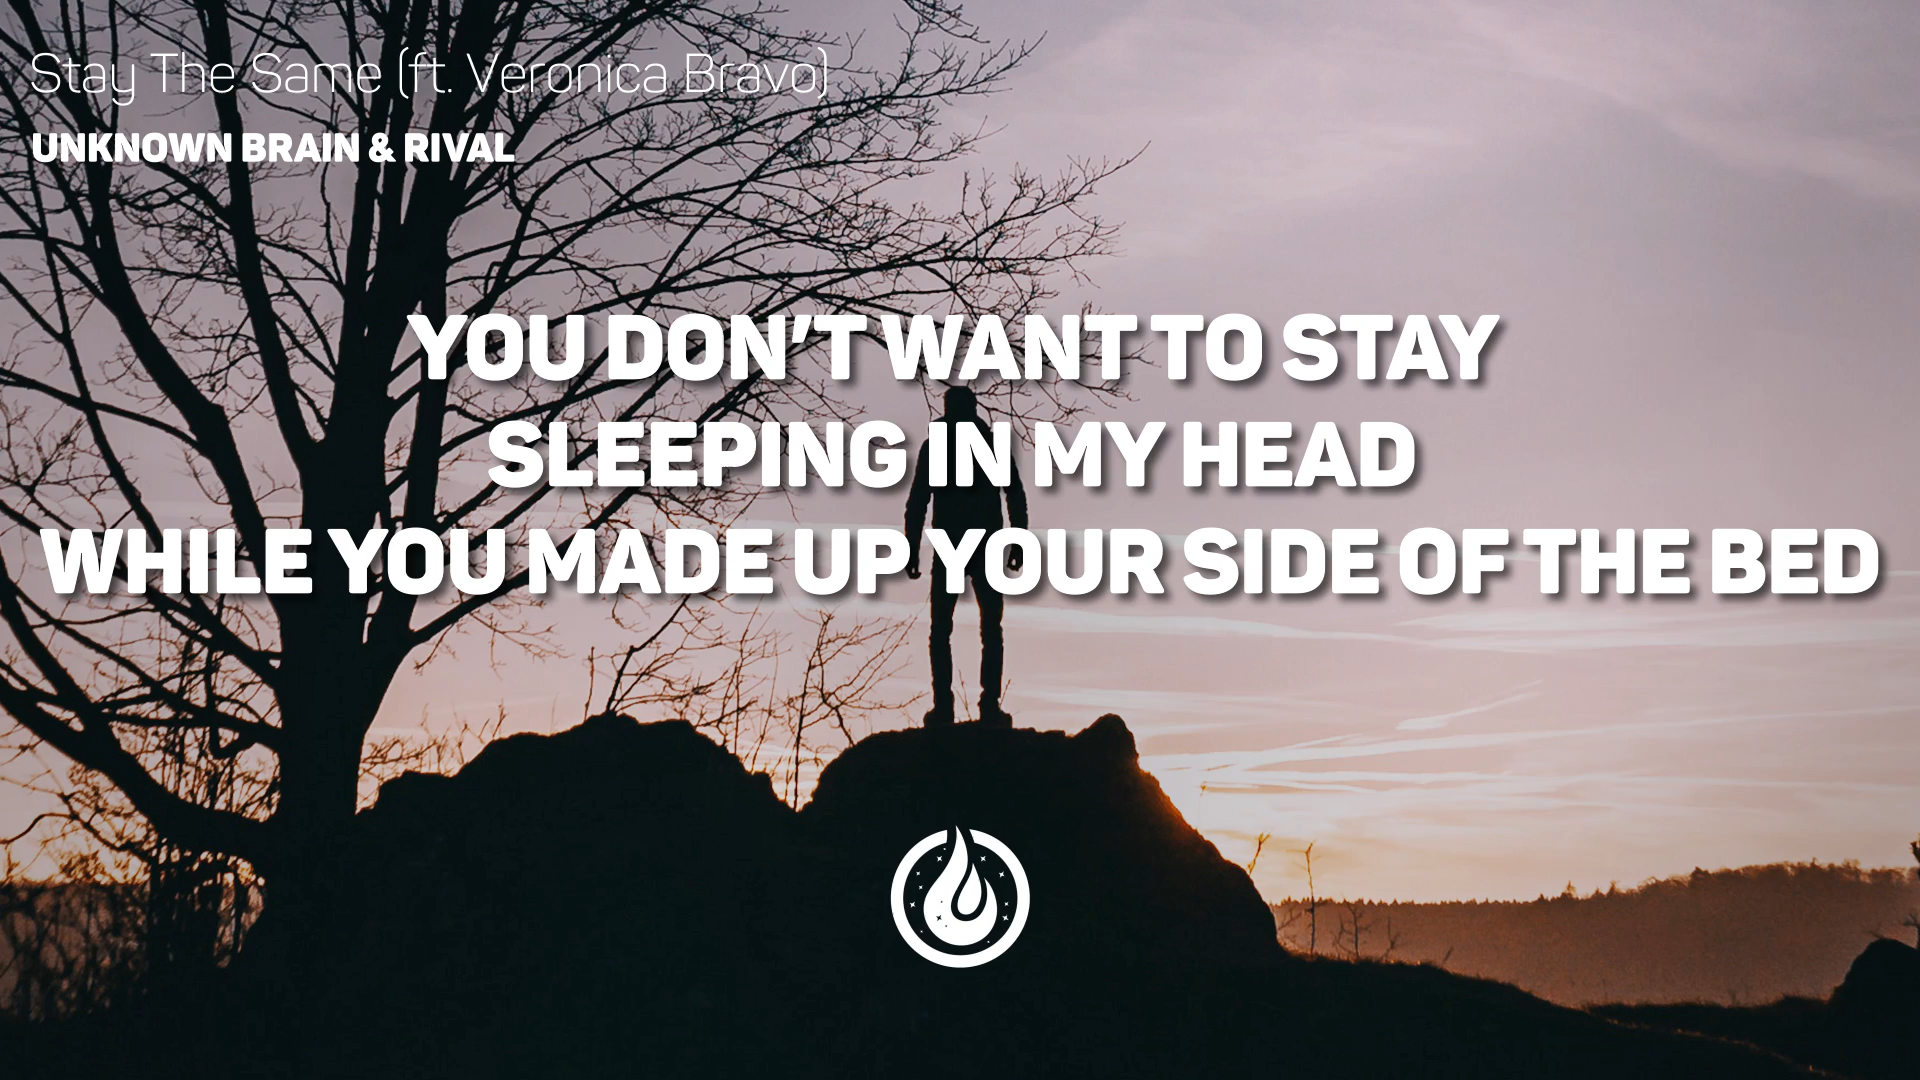 Stay The Same (ft. Veronica Bravo)
UNKNOWN BRAIN & RIVAL
YOU DON'T WANT TO STAY
SLEEPING IN MY HEAD
WHILE YOU MADE UP YOUR SIDE OF THE BED